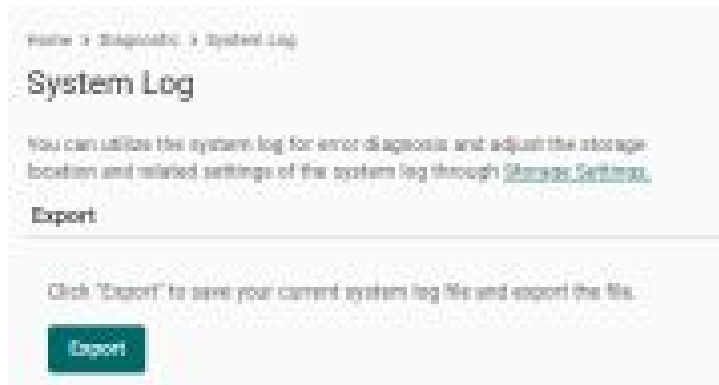 Home > Diagnostic > System Log
System Log
You can utilize the system log for error diagnosis and adjust the storage
location and related settings of the system log through Storage Settings.
Export
Click "Export" to save your current system log file and export the file.
Export